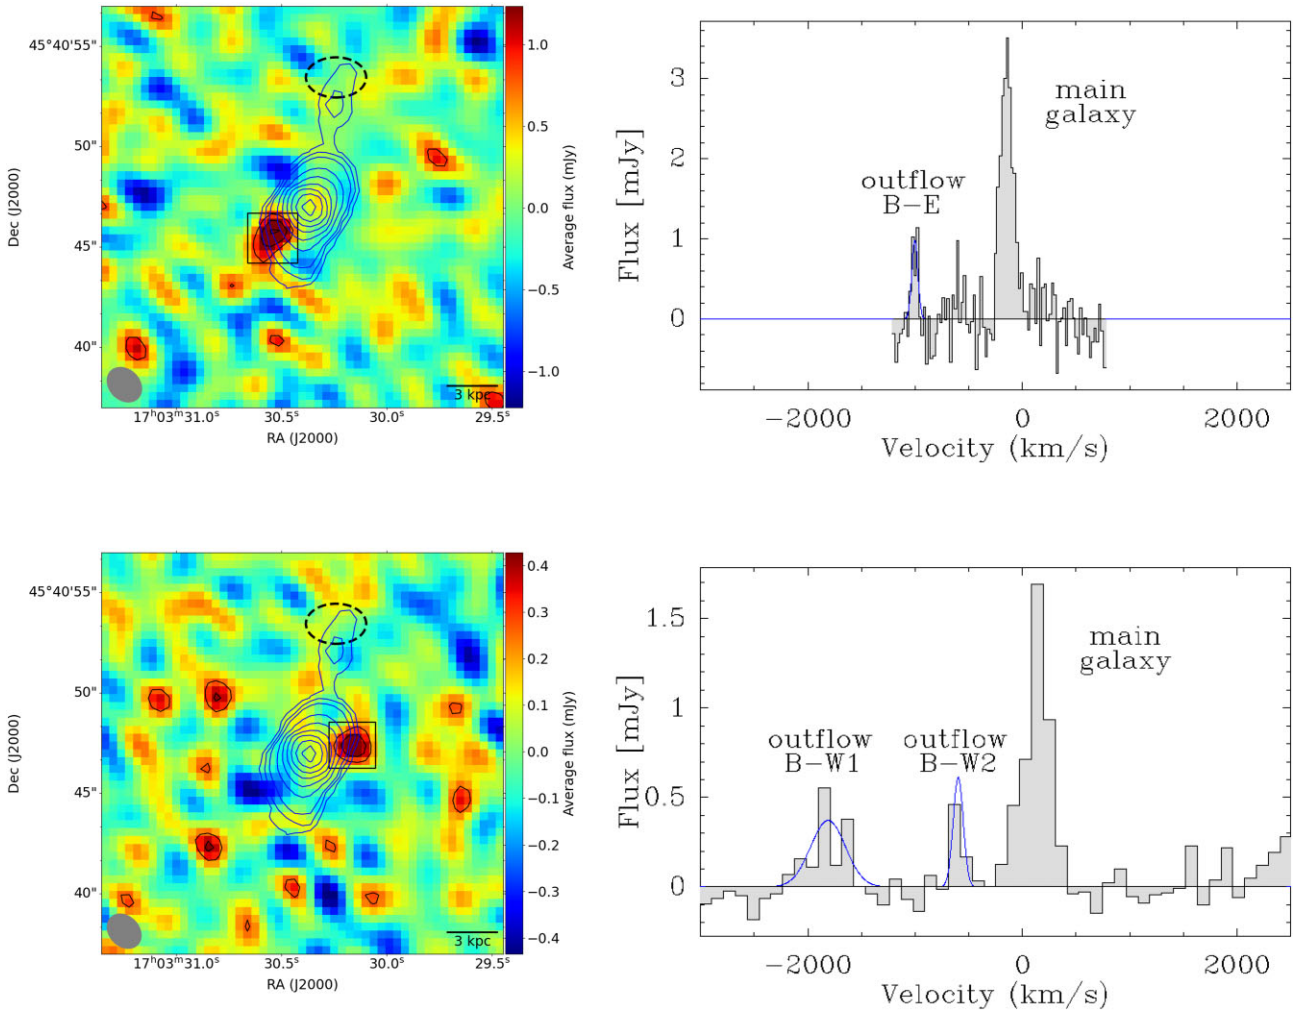 45°40'55"
50"
45"
40"
Dec (J2000)
17ʰ03ᵐ31.0ˢ
30.5ˢ
30.0ˢ
29.5ˢ
RA (J2000)
3 kpc
1.0
0.5
0.0
−0.5
−1.0
Average flux (mJy)
3
2
1
0
Flux [mJy]
outflow
B−E
main
galaxy
−2000
0
2000
Velocity (km/s)
45°40'55"
50"
45"
40"
Dec (J2000)
17ʰ03ᵐ31.0ˢ
30.5ˢ
30.0ˢ
29.5ˢ
RA (J2000)
3 kpc
0.4
0.3
0.2
0.1
0.0
−0.1
−0.2
−0.3
−0.4
Average flux (mJy)
1.5
1
0.5
0
Flux [mJy]
outflow
B−W1
outflow
B−W2
main
galaxy
−2000
0
2000
Velocity (km/s)